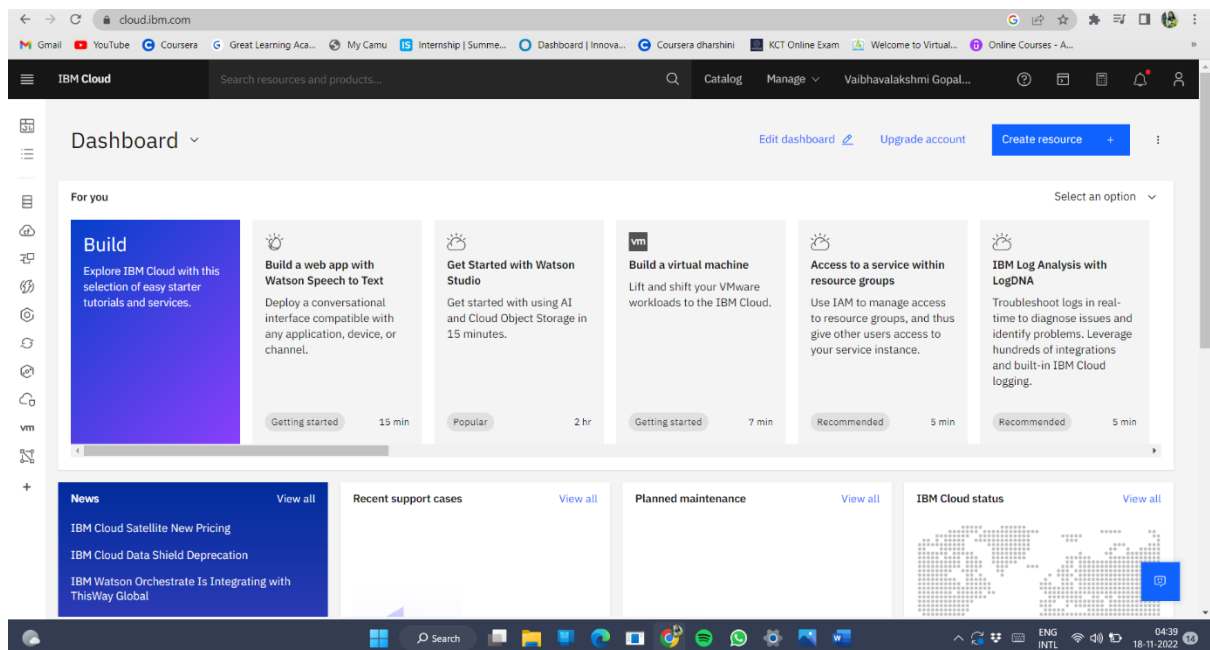 cloud.ibm.com
Gmail YouTube Coursera Great Learning Aca... My Camu Internship | Summe... Dashboard | Innova... Coursera dharshini KCT Online Exam Welcome to Virtual... Online Courses - A...
IBM Cloud Search resources and products... Catalog Manage Vaibhavalakshmi Gopal...
Dashboard Edit dashboard Upgrade account Create resource +
For you Select an option
Build
Explore IBM Cloud with this
selection of easy starter
tutorials and services.
Build a web app with
Watson Speech to Text
Deploy a conversational
interface compatible with
any application, device, or
channel.
Getting started 15 min
Get Started with Watson
Studio
Get started with using AI
and Cloud Object Storage in
15 minutes.
Popular 2 hr
vm
Build a virtual machine
Lift and shift your VMware
workloads to the IBM Cloud.
Getting started 7 min
Access to a service within
resource groups
Use IAM to manage access
to resource groups, and thus
give other users access to
your service instance.
Recommended 5 min
IBM Log Analysis with
LogDNA
Troubleshoot logs in real-
time to diagnose issues and
identify problems. Leverage
hundreds of integrations
and built-in IBM Cloud
logging.
Recommended 5 min
vm
News View all
IBM Cloud Satellite New Pricing
IBM Cloud Data Shield Deprecation
IBM Watson Orchestrate Is Integrating with
ThisWay Global
Recent support cases View all
Planned maintenance View all
IBM Cloud status View all
Search
ENG
INTL
04:39
18-11-2022
14